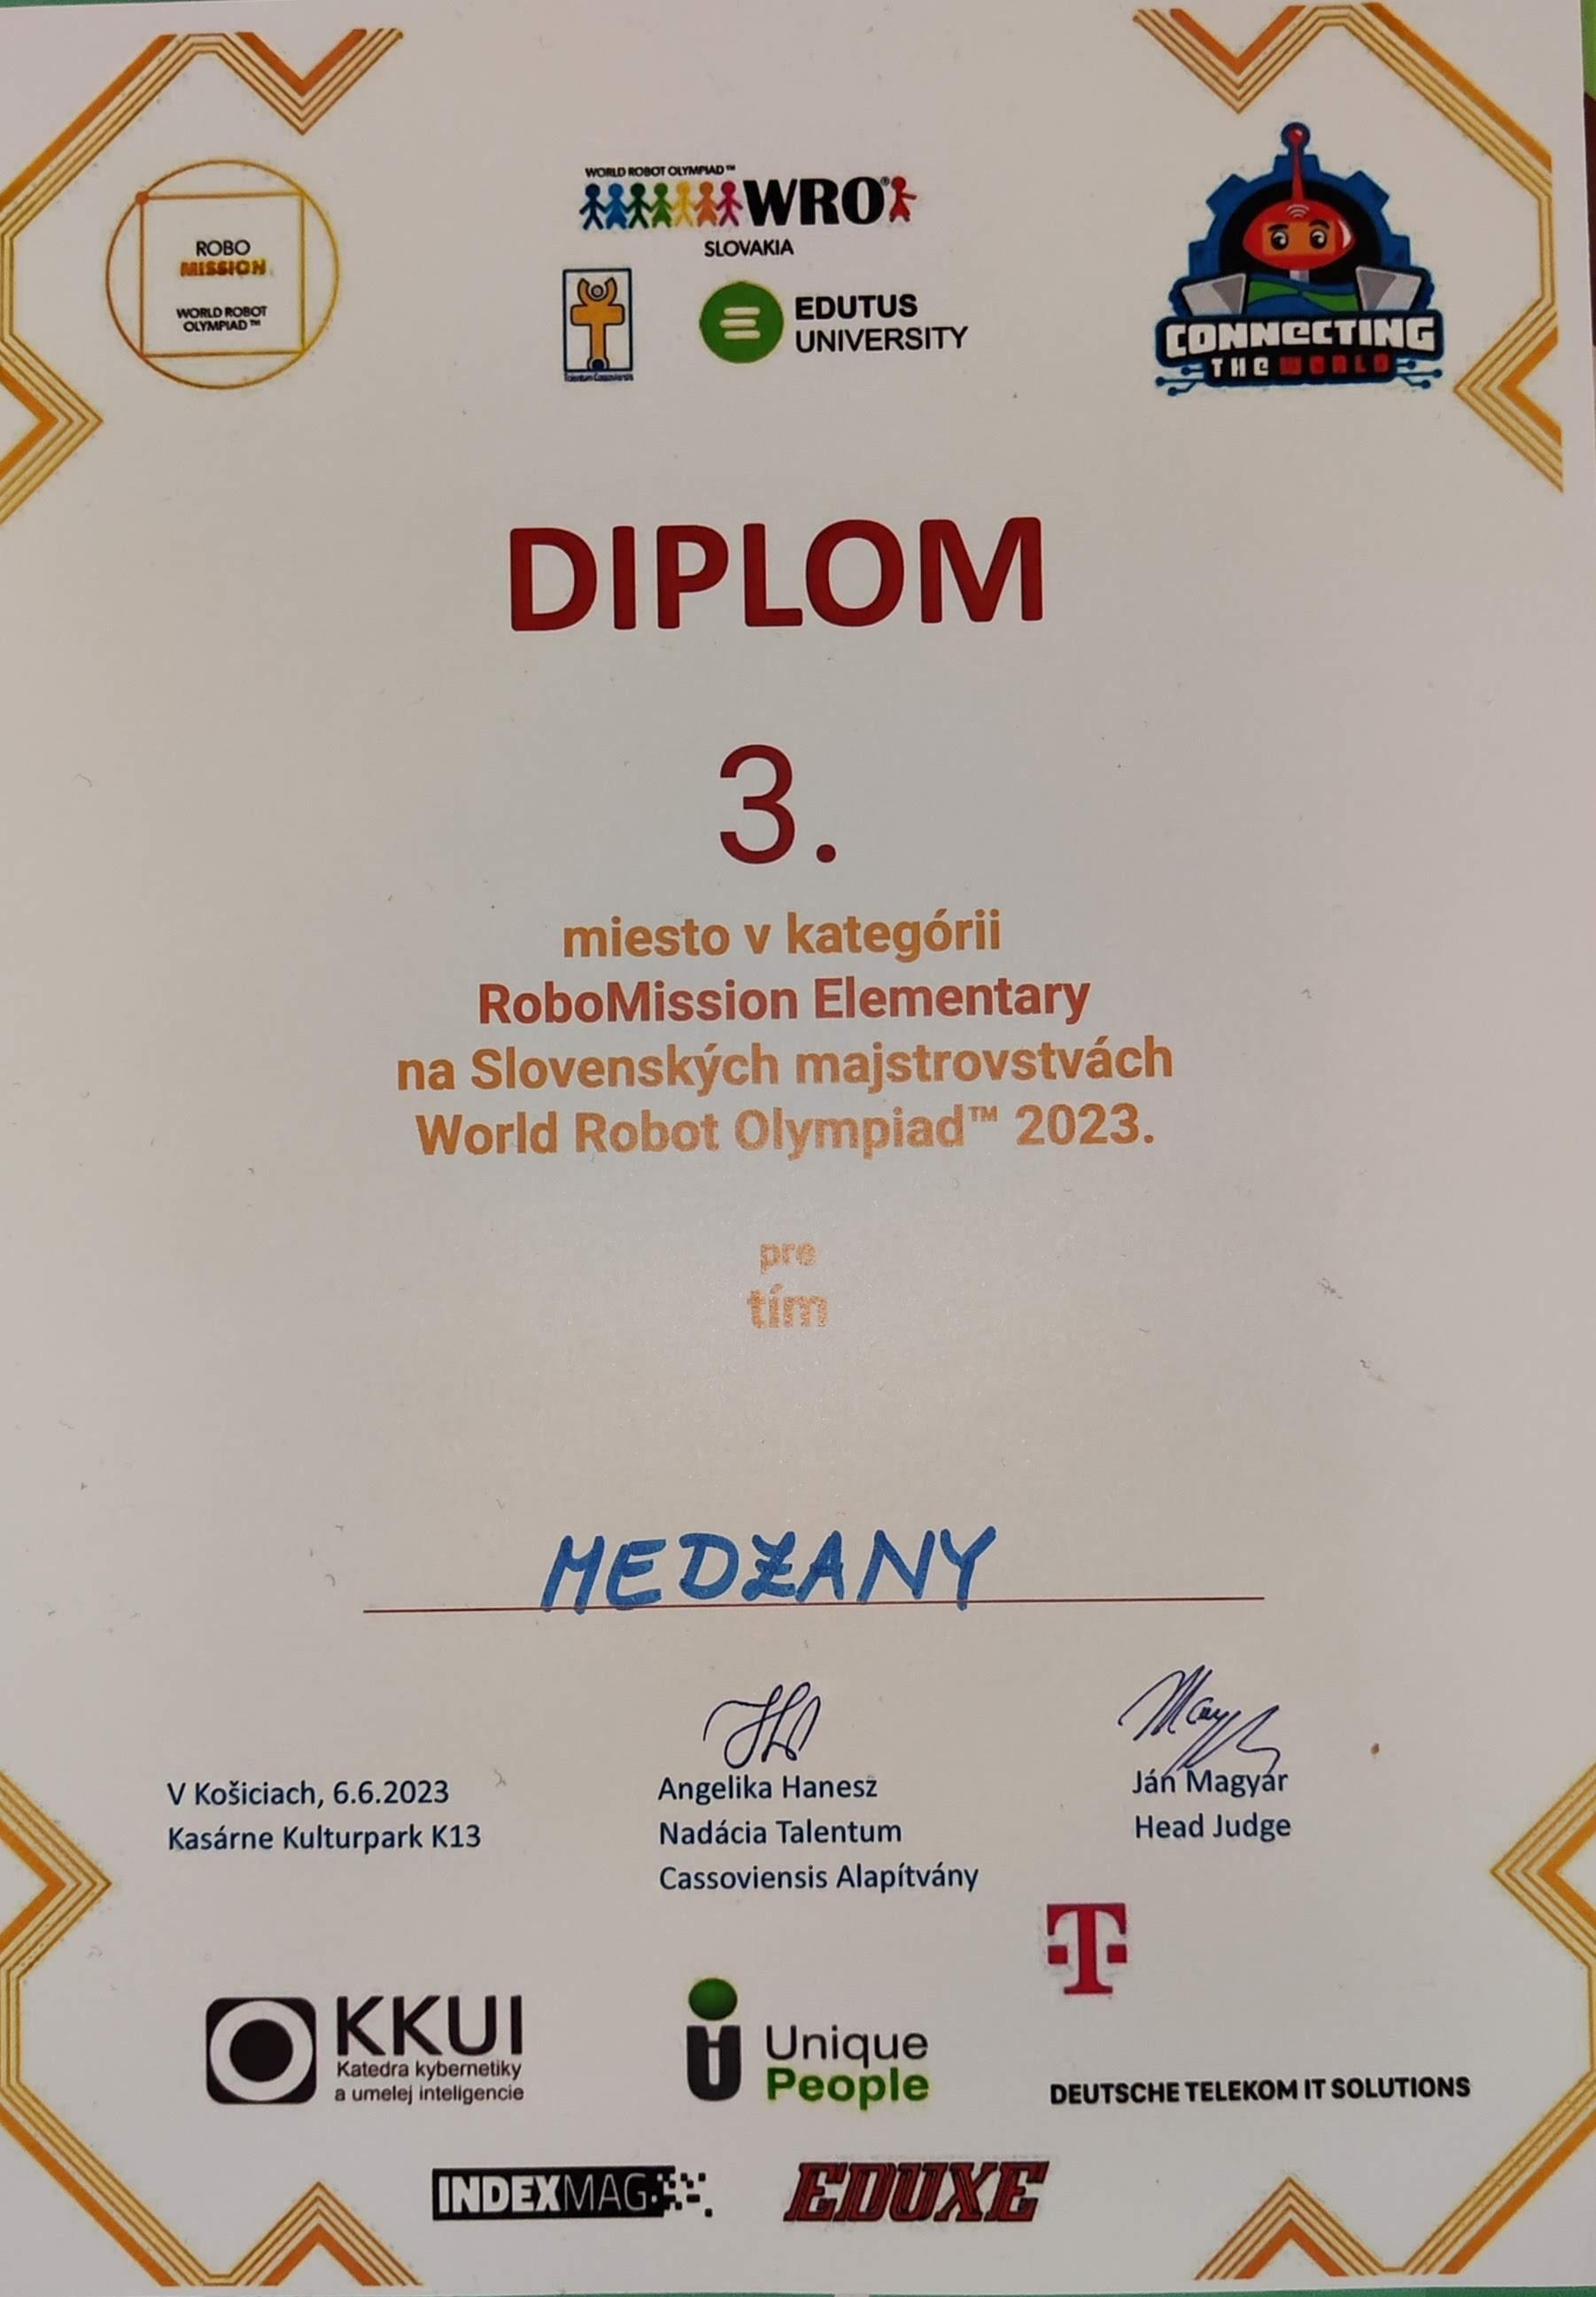 ROBO
MISSION
WORLD ROBOT
OLYMPIAD™
WORLD ROBOT OLYMPIAD™
WRO®
SLOVAKIA
Talentum Cassoviensis
EDUTUS
UNIVERSITY
CONNECTING
THE WORLD
DIPLOM
3.
miesto v kategórii
RoboMission Elementary
na Slovenských majstrovstvách
World Robot Olympiad™ 2023.
pre
tím
MEDZANY
V Košiciach, 6.6.2023
Kasárne Kulturpark K13
Angelika Hanesz
Nadácia Talentum
Cassoviensis Alapítvány
Ján Magyar
Head Judge
KKUI
Katedra kybernetiky
a umelej inteligencie
Unique
People
T
DEUTSCHE TELEKOM IT SOLUTIONS
INDEXMAG
EDUXE